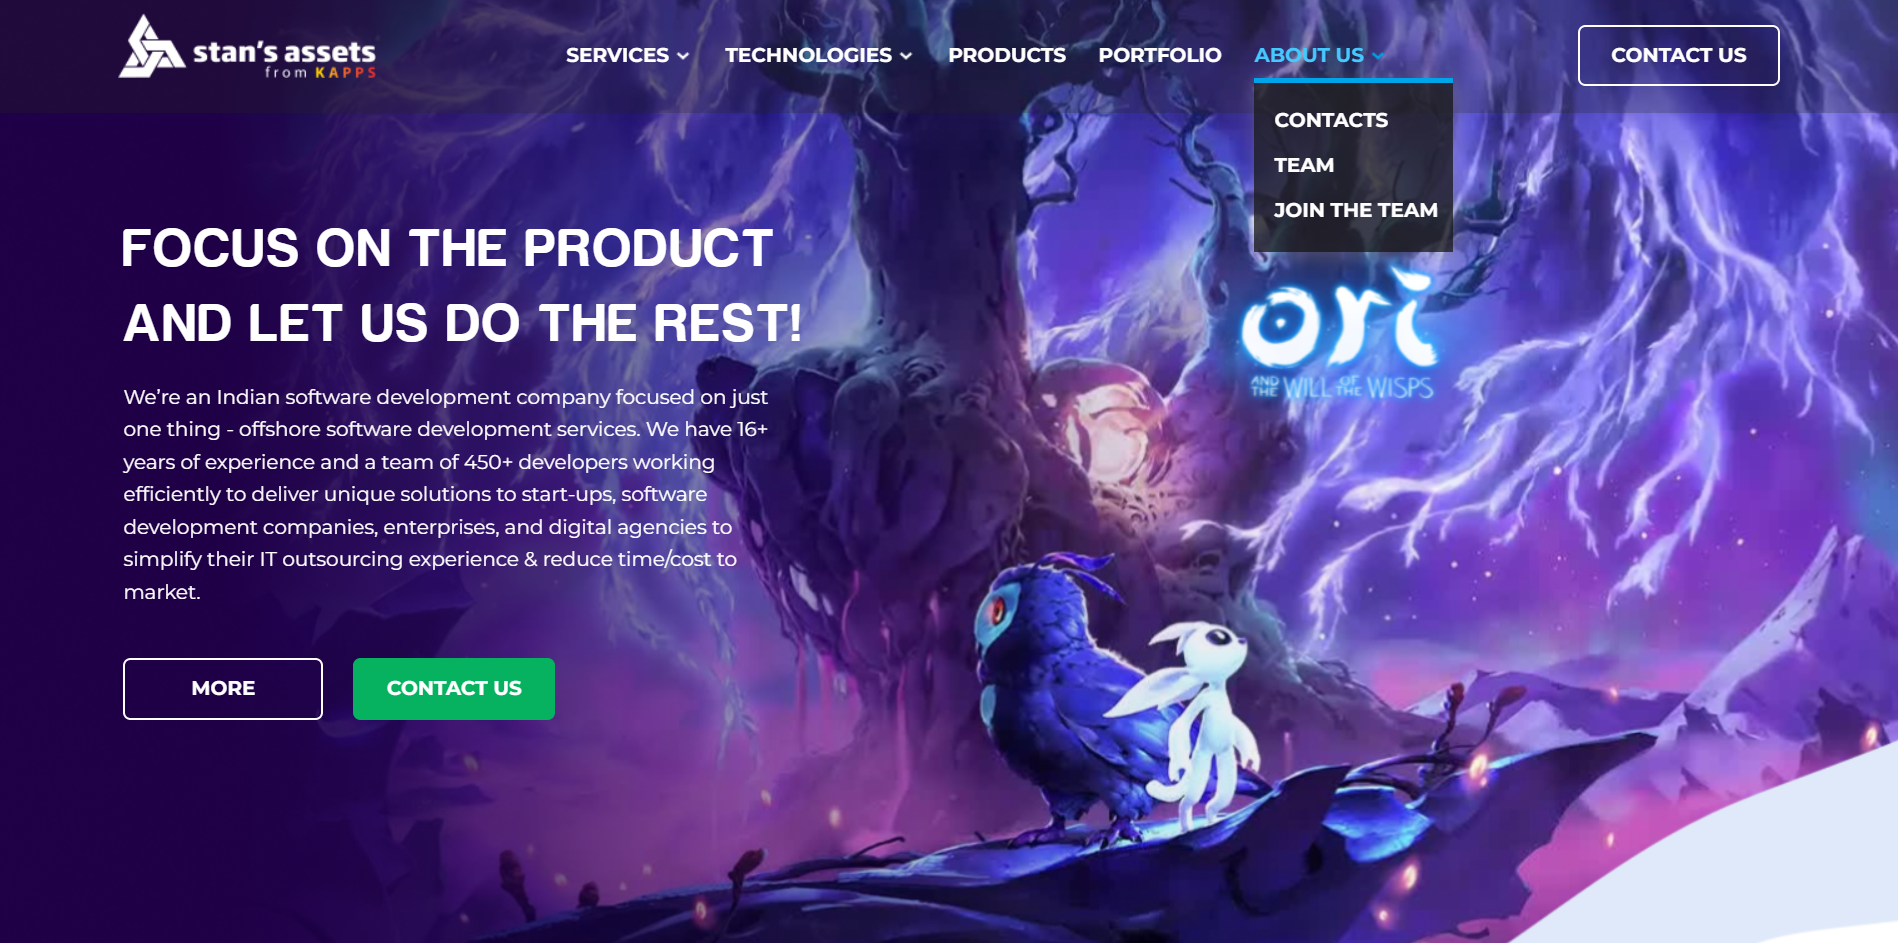 stan's assets
from KAPPS
SERVICES
TECHNOLOGIES
PRODUCTS
PORTFOLIO
ABOUT US
CONTACT US
CONTACTS
TEAM
JOIN THE TEAM
FOCUS ON THE PRODUCT
AND LET US DO THE REST!
We’re an Indian software development company focused on just
one thing - offshore software development services. We have 16+
years of experience and a team of 450+ developers working
efficiently to deliver unique solutions to start-ups, software
development companies, enterprises, and digital agencies to
simplify their IT outsourcing experience & reduce time/cost to
market.
MORE
CONTACT US
ori
AND THE WILL OF THE WISPS